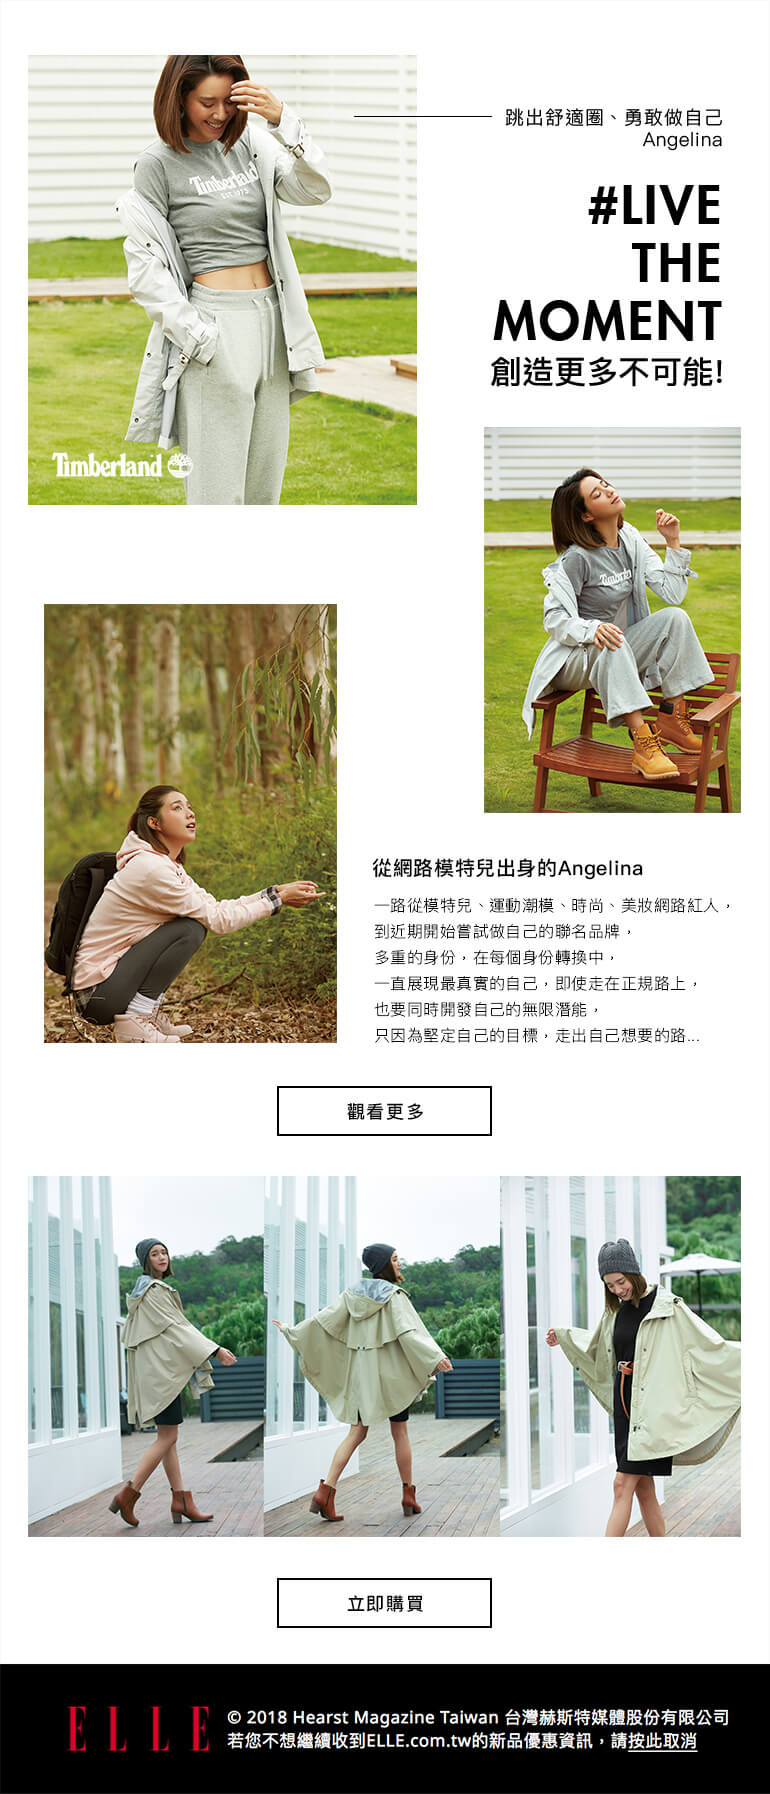 跳出舒適圈、勇敢做自己
Angelina
#LIVE
THE
MOMENT
創造更多不可能!
Timberland
EST. 1973
Timberland
Timberlan
從網路模特兒出身的Angelina
一路從模特兒、運動潮模、時尚、美妝網路紅人，
到近期開始嘗試做自己的聯名品牌，
多重的身份，在每個身份轉換中，
一直展現最真實的自己，即使走在正規路上，
也要同時開發自己的無限潛能，
只因為堅定自己的目標，走出自己想要的路...
觀看更多
立即購買
ELLE
© 2018 Hearst Magazine Taiwan 台灣赫斯特媒體股份有限公司
若您不想繼續收到ELLE.com.tw的新品優惠資訊，請按此取消